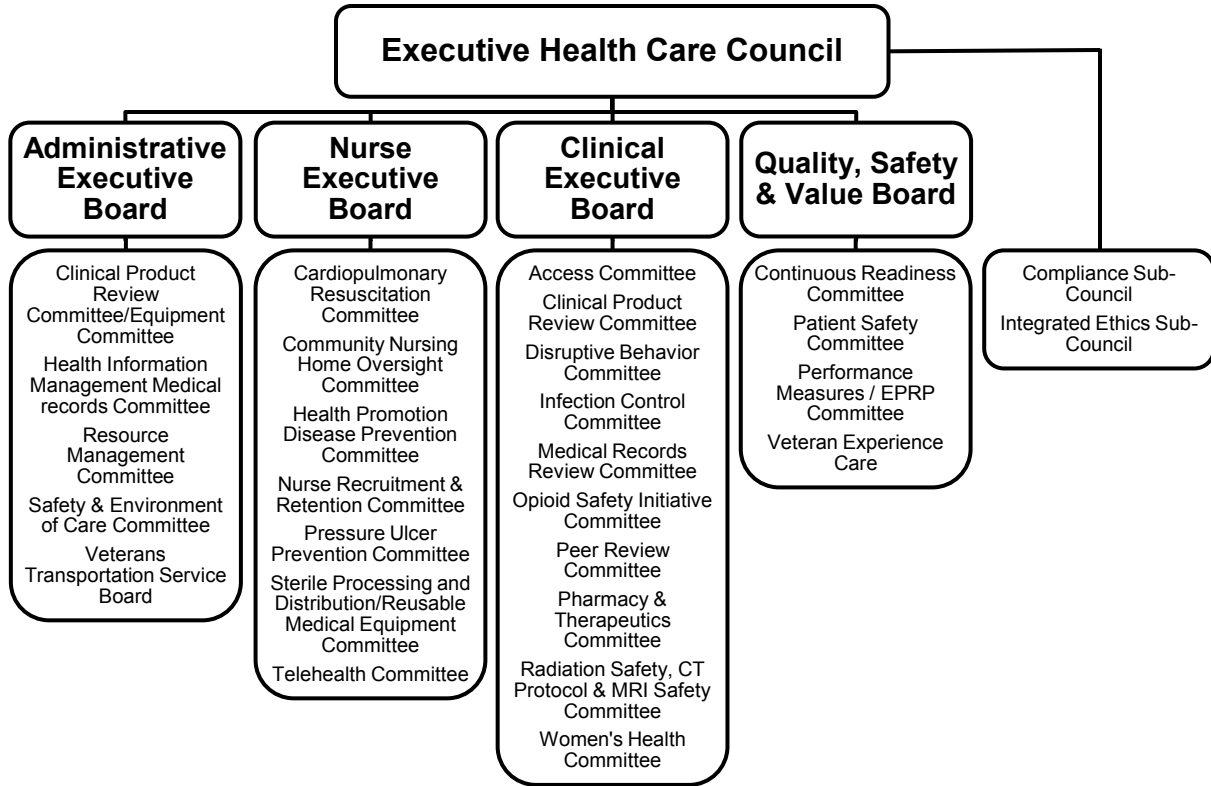 Executive Health Care Council
Administrative
Executive
Board
Nurse
Executive
Board
Clinical
Executive
Board
Quality, Safety
& Value Board
Clinical Product
Review
Committee/Equipment
Committee
Health Information
Management Medical
records Committee
Resource
Management
Committee
Safety & Environment
of Care Committee
Veterans
Transportation Service
Board
Cardiopulmonary
Resuscitation
Committee
Community Nursing
Home Oversight
Committee
Health Promotion
Disease Prevention
Committee
Nurse Recruitment &
Retention Committee
Pressure Ulcer
Prevention Committee
Sterile Processing and
Distribution/Reusable
Medical Equipment
Committee
Telehealth Committee
Access Committee
Clinical Product
Review Committee
Disruptive Behavior
Committee
Infection Control
Committee
Medical Records
Review Committee
Opioid Safety Initiative
Committee
Peer Review
Committee
Pharmacy &
Therapeutics
Committee
Radiation Safety, CT
Protocol & MRI Safety
Committee
Women's Health
Committee
Continuous Readiness
Committee
Patient Safety
Committee
Performance
Measures / EPRP
Committee
Veteran Experience
Care
Compliance Sub-
Council
Integrated Ethics Sub-
Council